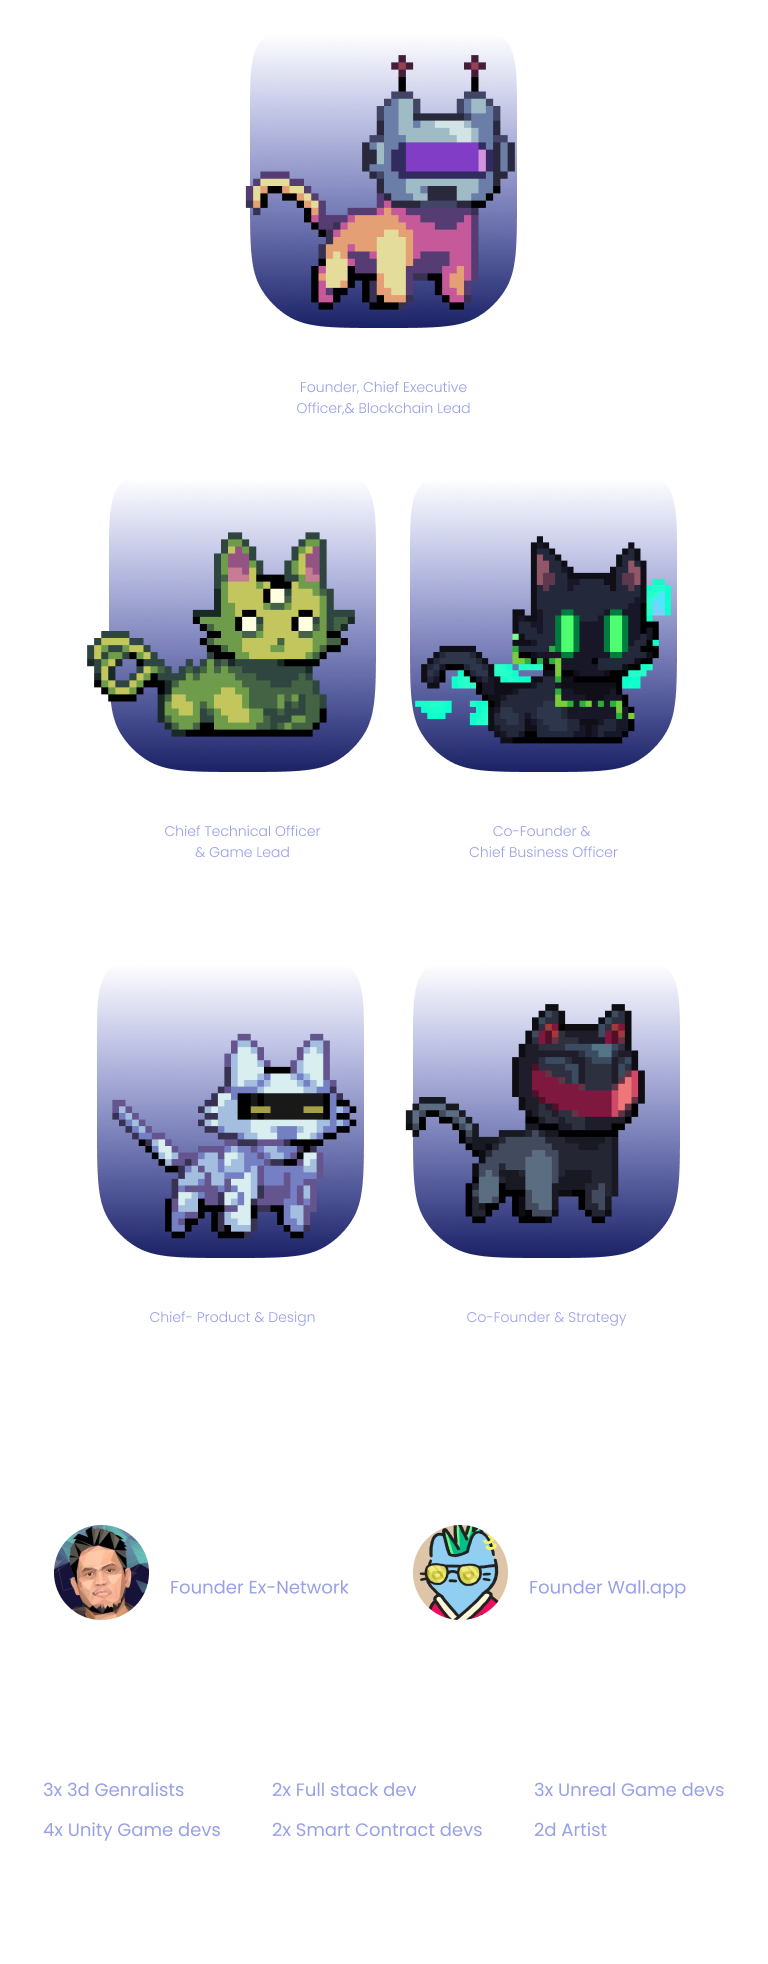 Founder, Chief Executive
Officer,& Blockchain Lead
Chief Technical Officer
& Game Lead
Co-Founder &
Chief Business Officer
Chief- Product & Design
Co-Founder & Strategy
Founder Ex-Network
Founder Wall.app
3x 3d Genralists
2x Full stack dev
3x Unreal Game devs
4x Unity Game devs
2x Smart Contract devs
2d Artist